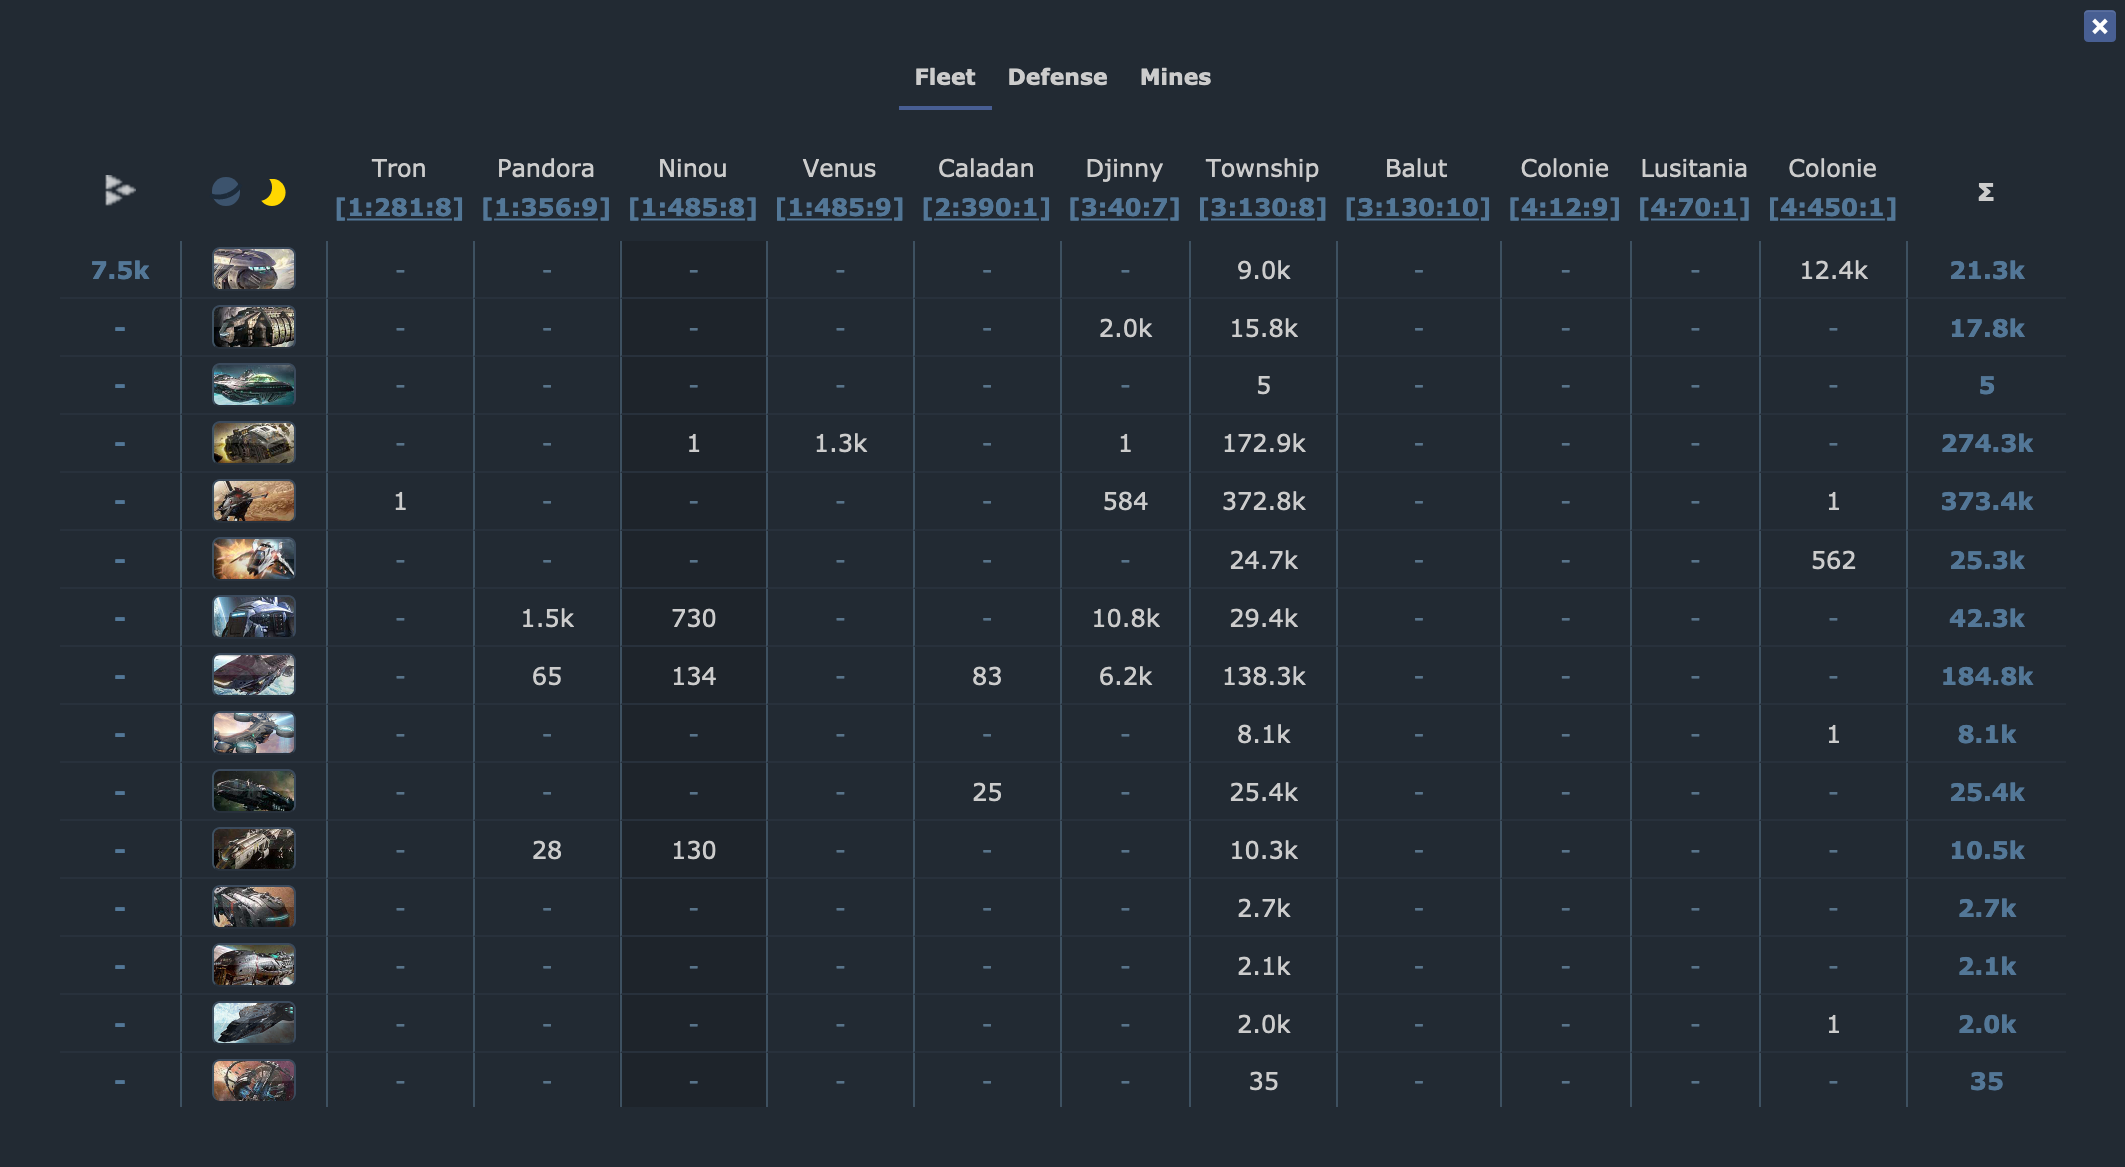 Fleet Defense Mines
Tron Pandora Ninou Venus Caladan Djinny Township Balut Colonie Lusitania Colonie
[1:281:8] [1:356:9] [1:485:8] [1:485:9] [2:390:1] [3:40:7] [3:130:8] [3:130:10] [4:12:9] [4:70:1] [4:450:1] Σ
7.5k - - - - - - 9.0k - - - 12.4k 21.3k
- - - - - - 2.0k 15.8k - - - - 17.8k
- - - - - - - 5 - - - - 5
- - - 1 1.3k - 1 172.9k - - - - 274.3k
- 1 - - - - 584 372.8k - - - 1 373.4k
- - - - - - - 24.7k - - - 562 25.3k
- - 1.5k 730 - - 10.8k 29.4k - - - - 42.3k
- - 65 134 - 83 6.2k 138.3k - - - - 184.8k
- - - - - - - 8.1k - - - 1 8.1k
- - - - - 25 - 25.4k - - - - 25.4k
- - 28 130 - - - 10.3k - - - - 10.5k
- - - - - - - 2.7k - - - - 2.7k
- - - - - - - 2.1k - - - - 2.1k
- - - - - - - 2.0k - - - 1 2.0k
- - - - - - - 35 - - - - 35